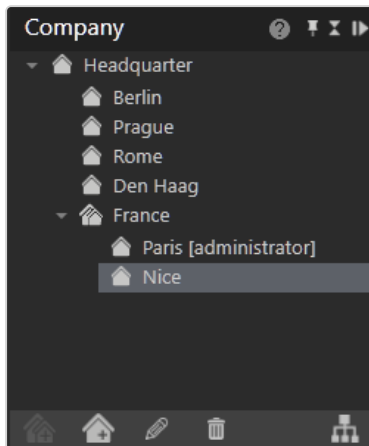 Company
Headquarter
Berlin
Prague
Rome
Den Haag
France
Paris [administrator]
Nice